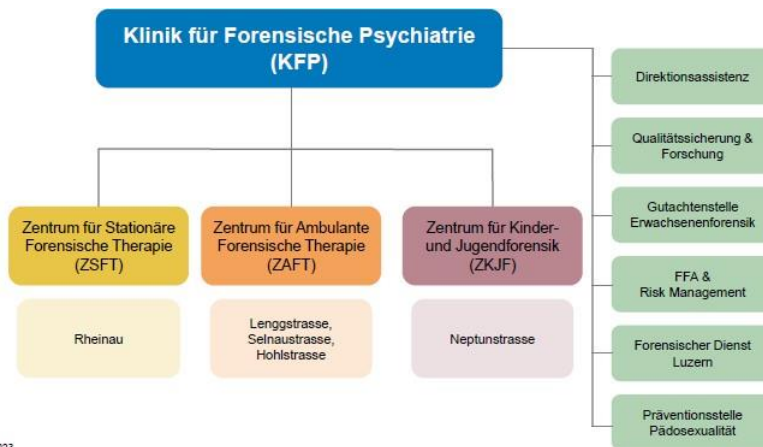 Klinik für Forensische Psychiatrie
(KFP)
Direktionsassistenz
Qualitätssicherung &
Forschung
Gutachtenstelle
Erwachsenenforensik
FFA &
Risk Management
Forensischer Dienst
Luzern
Präventionsstelle
Pädosexualität
Zentrum für Stationäre
Forensische Therapie
(ZSFT)
Zentrum für Ambulante
Forensische Therapie
(ZAFT)
Zentrum für Kinder-
und Jugendforensik
(ZKJF)
Rheinau
Lenggstrasse,
Selnaustrasse,
Hohlstrasse
Neptunstrasse